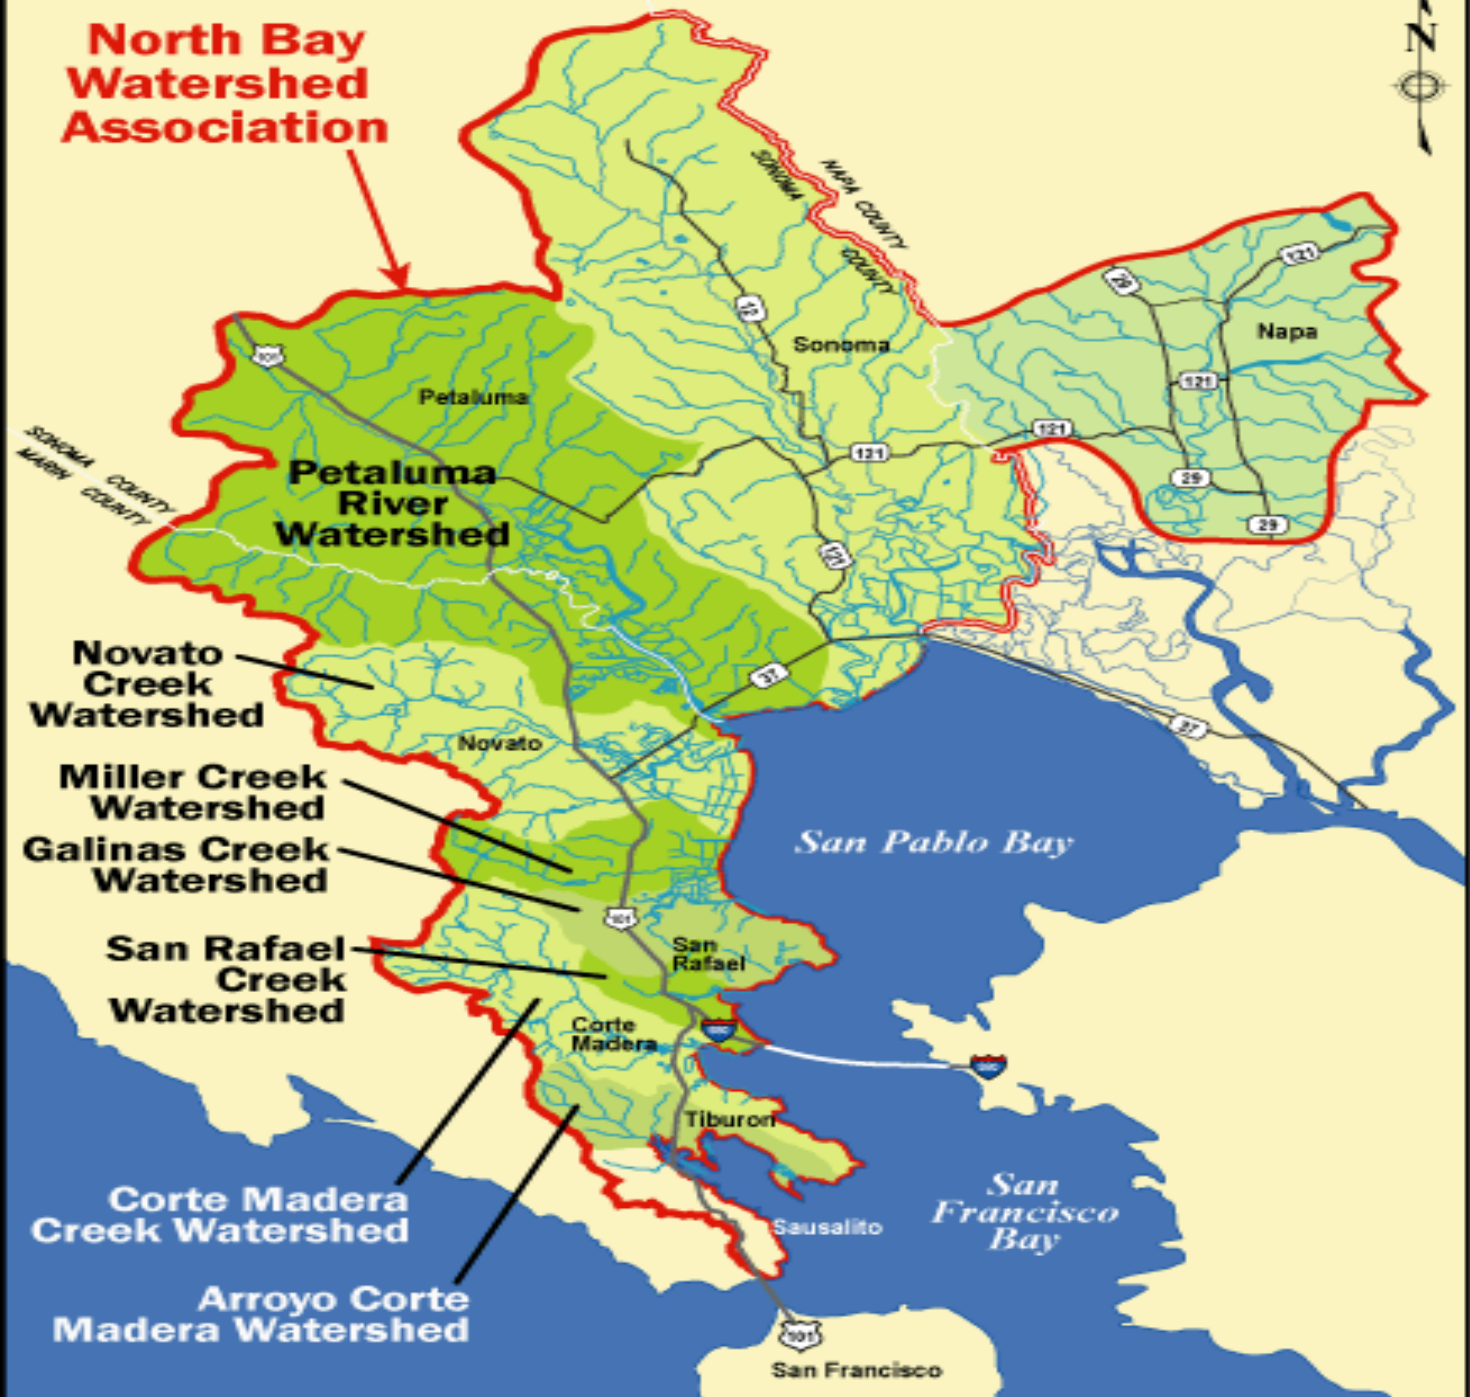 North Bay
Watershed
Association
N
SONOMA
COUNTY
NAPA COUNTY
121
29
12
Sonoma
Napa
101
121
Petaluma
121
121
SONOMA COUNTY
MARIN COUNTY
Petaluma
River
Watershed
29
29
121
Novato
Creek
Watershed
37
37
Novato
Miller Creek
Watershed
San Pablo Bay
Galinas Creek
Watershed
101
San
Rafael
San Rafael
Creek
Watershed
Corte
Madera
580
580
Tiburon
Corte Madera
Creek Watershed
San
Francisco
Bay
Sausalito
Arroyo Corte
Madera Watershed
101
San Francisco